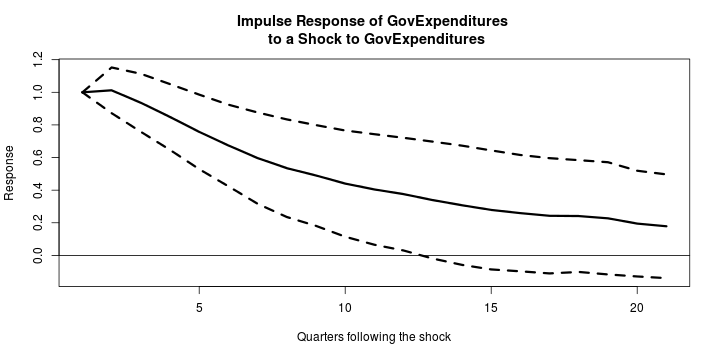 Impulse Response of GovExpenditures
to a Shock to GovExpenditures
Response
1.2
1.0
0.8
0.6
0.4
0.2
0.0
5 10 15 20
Quarters following the shock